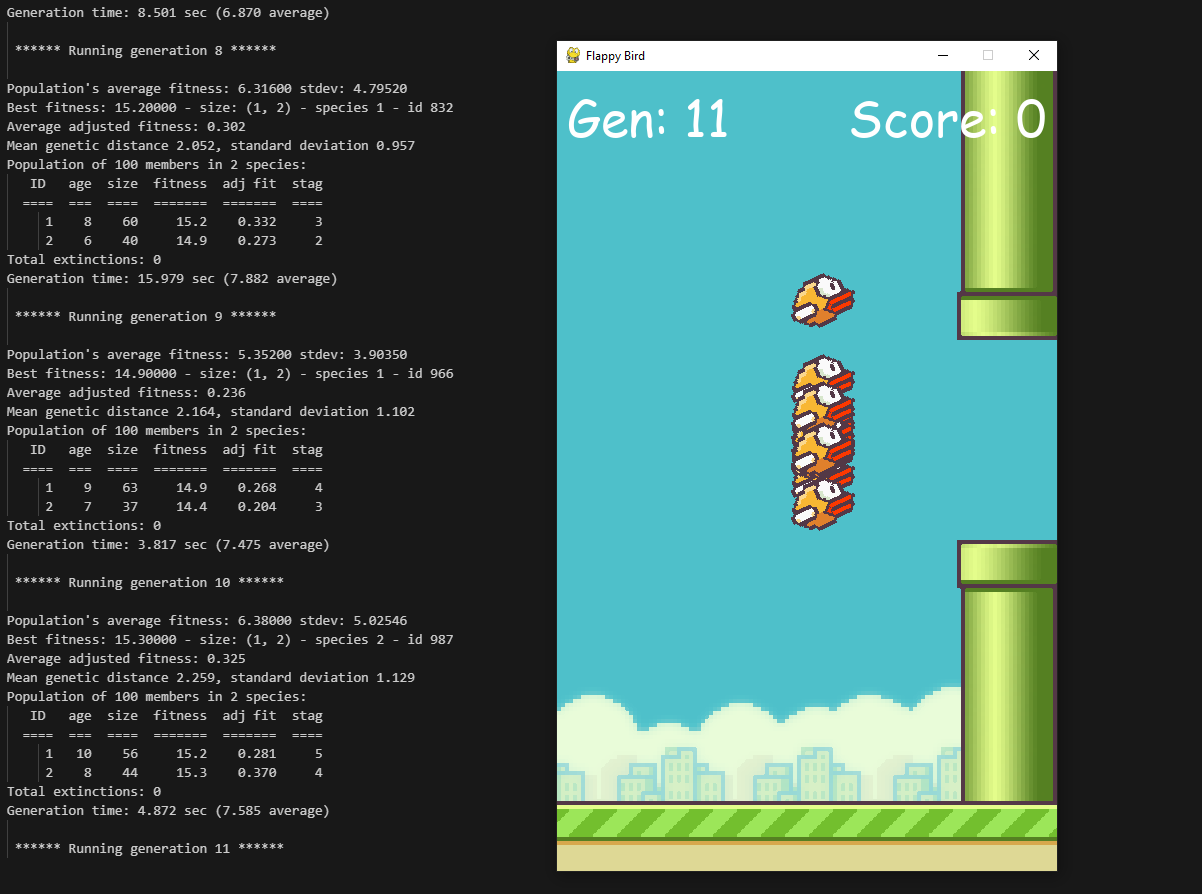 Generation time: 8.501 sec (6.870 average)
****** Running generation 8 ******
Population's average fitness: 6.31600 stdev: 4.79520
Best fitness: 15.20000 - size: (1, 2) - species 1 - id 832
Average adjusted fitness: 0.302
Mean genetic distance 2.052, standard deviation 0.957
Population of 100 members in 2 species:
ID age size fitness adj fit stag
==== === ==== ======= ======= ====
1 8 60 15.2 0.332 3
2 6 40 14.9 0.273 2
Total extinctions: 0
Generation time: 15.979 sec (7.882 average)
****** Running generation 9 ******
Population's average fitness: 5.35200 stdev: 3.90350
Best fitness: 14.90000 - size: (1, 2) - species 1 - id 966
Average adjusted fitness: 0.236
Mean genetic distance 2.164, standard deviation 1.102
Population of 100 members in 2 species:
ID age size fitness adj fit stag
==== === ==== ======= ======= ====
1 9 63 14.9 0.268 4
2 7 37 14.4 0.204 3
Total extinctions: 0
Generation time: 3.817 sec (7.475 average)
****** Running generation 10 ******
Population's average fitness: 6.38000 stdev: 5.02546
Best fitness: 15.30000 - size: (1, 2) - species 2 - id 987
Average adjusted fitness: 0.325
Mean genetic distance 2.259, standard deviation 1.129
Population of 100 members in 2 species:
ID age size fitness adj fit stag
==== === ==== ======= ======= ====
1 10 56 15.2 0.281 5
2 8 44 15.3 0.370 4
Total extinctions: 0
Generation time: 4.872 sec (7.585 average)
****** Running generation 11 ******
Flappy Bird
Gen: 11 Score: 0